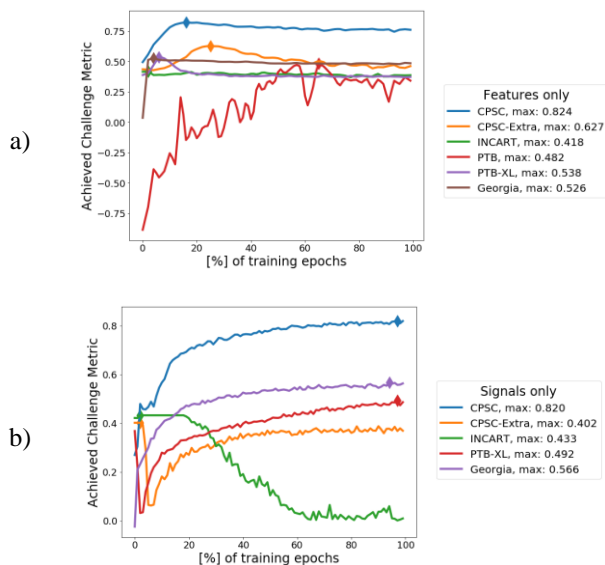 a)
Achieved Challenge Metric
0.75
0.50
0.25
0.00
−0.25
−0.50
−0.75
0 20 40 60 80 100
[%] of training epochs
Features only
CPSC, max: 0.824
CPSC-Extra, max: 0.627
INCART, max: 0.418
PTB, max: 0.482
PTB-XL, max: 0.538
Georgia, max: 0.526
b)
Achieved Challenge Metric
0.8
0.6
0.4
0.2
0.0
0 20 40 60 80 100
[%] of training epochs
Signals only
CPSC, max: 0.820
CPSC-Extra, max: 0.402
INCART, max: 0.433
PTB-XL, max: 0.492
Georgia, max: 0.566